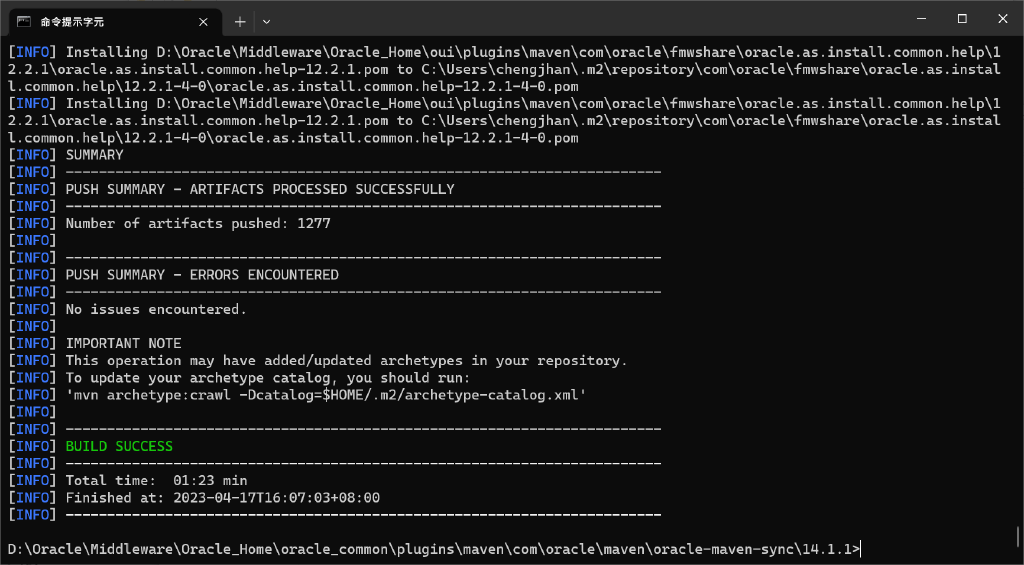 命令提示字元
[INFO] Installing D:\Oracle\Middleware\Oracle_Home\oui\plugins\maven\com\oracle\fmwshare\oracle.as.install.common.help\1
2.2.1\oracle.as.install.common.help-12.2.1.pom to C:\Users\chengjhan\.m2\repository\com\oracle\fmwshare\oracle.as.instal
l.common.help\12.2.1-4-0\oracle.as.install.common.help-12.2.1-4-0.pom
[INFO] Installing D:\Oracle\Middleware\Oracle_Home\oui\plugins\maven\com\oracle\fmwshare\oracle.as.install.common.help\1
2.2.1\oracle.as.install.common.help-12.2.1.pom to C:\Users\chengjhan\.m2\repository\com\oracle\fmwshare\oracle.as.instal
l.common.help\12.2.1-4-0\oracle.as.install.common.help-12.2.1-4-0.pom
[INFO] SUMMARY
[INFO] ------------------------------------------------------------------------
[INFO] PUSH SUMMARY - ARTIFACTS PROCESSED SUCCESSFULLY
[INFO] ------------------------------------------------------------------------
[INFO] Number of artifacts pushed: 1277
[INFO]
[INFO] ------------------------------------------------------------------------
[INFO] PUSH SUMMARY - ERRORS ENCOUNTERED
[INFO] ------------------------------------------------------------------------
[INFO] No issues encountered.
[INFO]
[INFO] IMPORTANT NOTE
[INFO] This operation may have added/updated archetypes in your repository.
[INFO] To update your archetype catalog, you should run:
[INFO] 'mvn archetype:crawl -Dcatalog=$HOME/.m2/archetype-catalog.xml'
[INFO]
[INFO] ------------------------------------------------------------------------
[INFO] BUILD SUCCESS
[INFO] ------------------------------------------------------------------------
[INFO] Total time:  01:23 min
[INFO] Finished at: 2023-04-17T16:07:03+08:00
[INFO] ------------------------------------------------------------------------
D:\Oracle\Middleware\Oracle_Home\oracle_common\plugins\maven\com\oracle\maven\oracle-maven-sync\14.1.1>